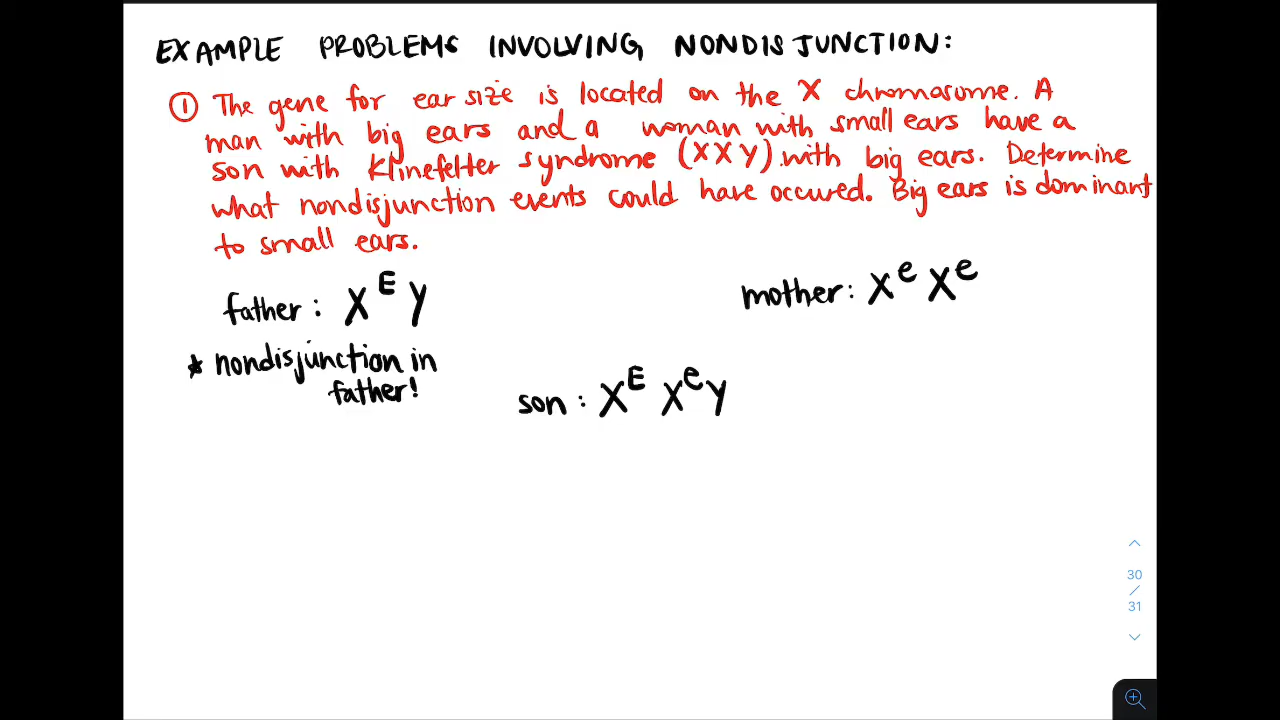 EXAMPLE PROBLEMS INVOLVING NONDISJUNCTION:
① The gene for ear size is located on the X chromosome. A
man with big ears and a woman with small ears have a
son with Klinefelter syndrome (XXY) with big ears. Determine
what nondisjunction events could have occured. Big ears is dominant
to small ears.
father: X^E Y
mother: X^e X^e
* nondisjunction in
father!
son: X^E X^e Y
30
/
31